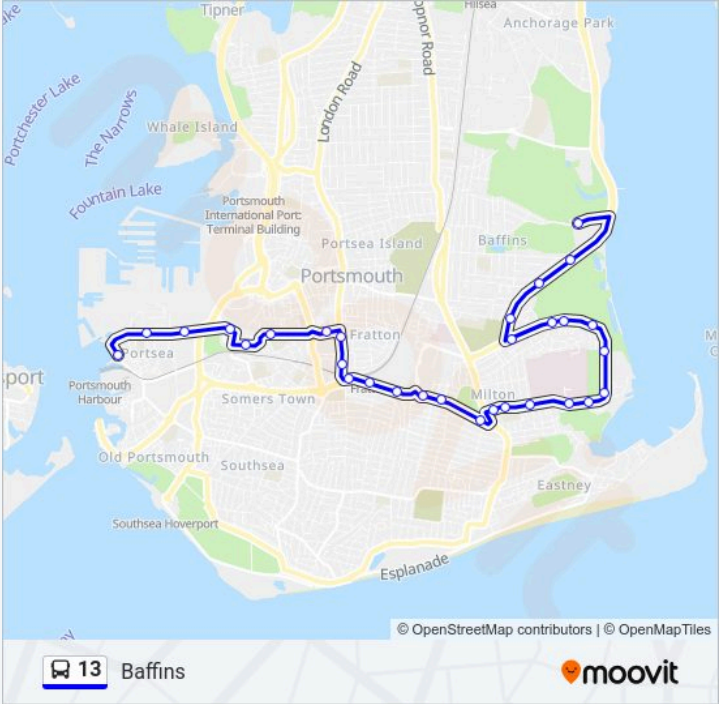 Tipner
Hilsea
Anchorage Park
London Road
Porchester Lake
The Narrows
Whale Island
Fountain Lake
Portsmouth
International Port:
Terminal Building
Portsea Island
Baffins
Portsmouth
Portsea
Fratton
Portsmouth
Harbour
Somers Town
Milton
Old Portsmouth
Southsea
Eastney
Southsea Hoverport
Esplanade
© OpenStreetMap contributors | © OpenMapTiles
13 Baffins
moovit